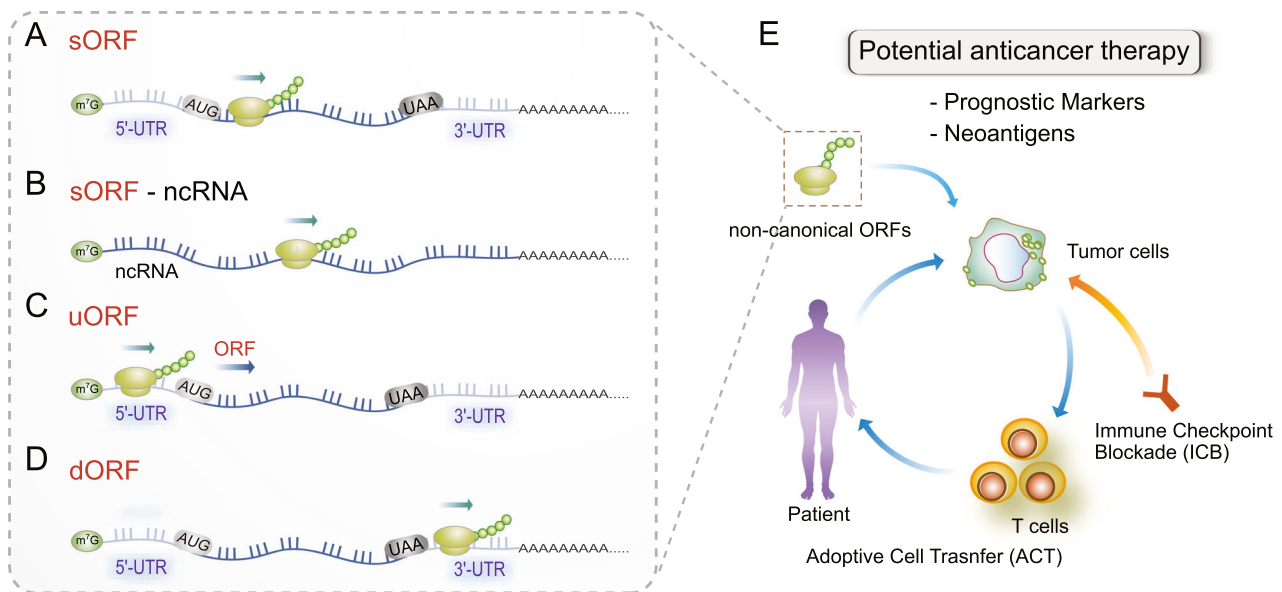 A
sORF
m⁷G
AUG
UAA
AAAAAAAAA.....
5'-UTR
3'-UTR
B
sORF - ncRNA
m⁷G
AAAAAAAAA.....
ncRNA
C
uORF
ORF
m⁷G
AUG
UAA
AAAAAAAAA.....
5'-UTR
3'-UTR
D
dORF
m⁷G
AUG
UAA
AAAAAAAAA.....
5'-UTR
3'-UTR
E
Potential anticancer therapy
- Prognostic Markers
- Neoantigens
non-canonical ORFs
Tumor cells
Immune Checkpoint
Blockade (ICB)
Patient
T cells
Adoptive Cell Trasnfer (ACT)